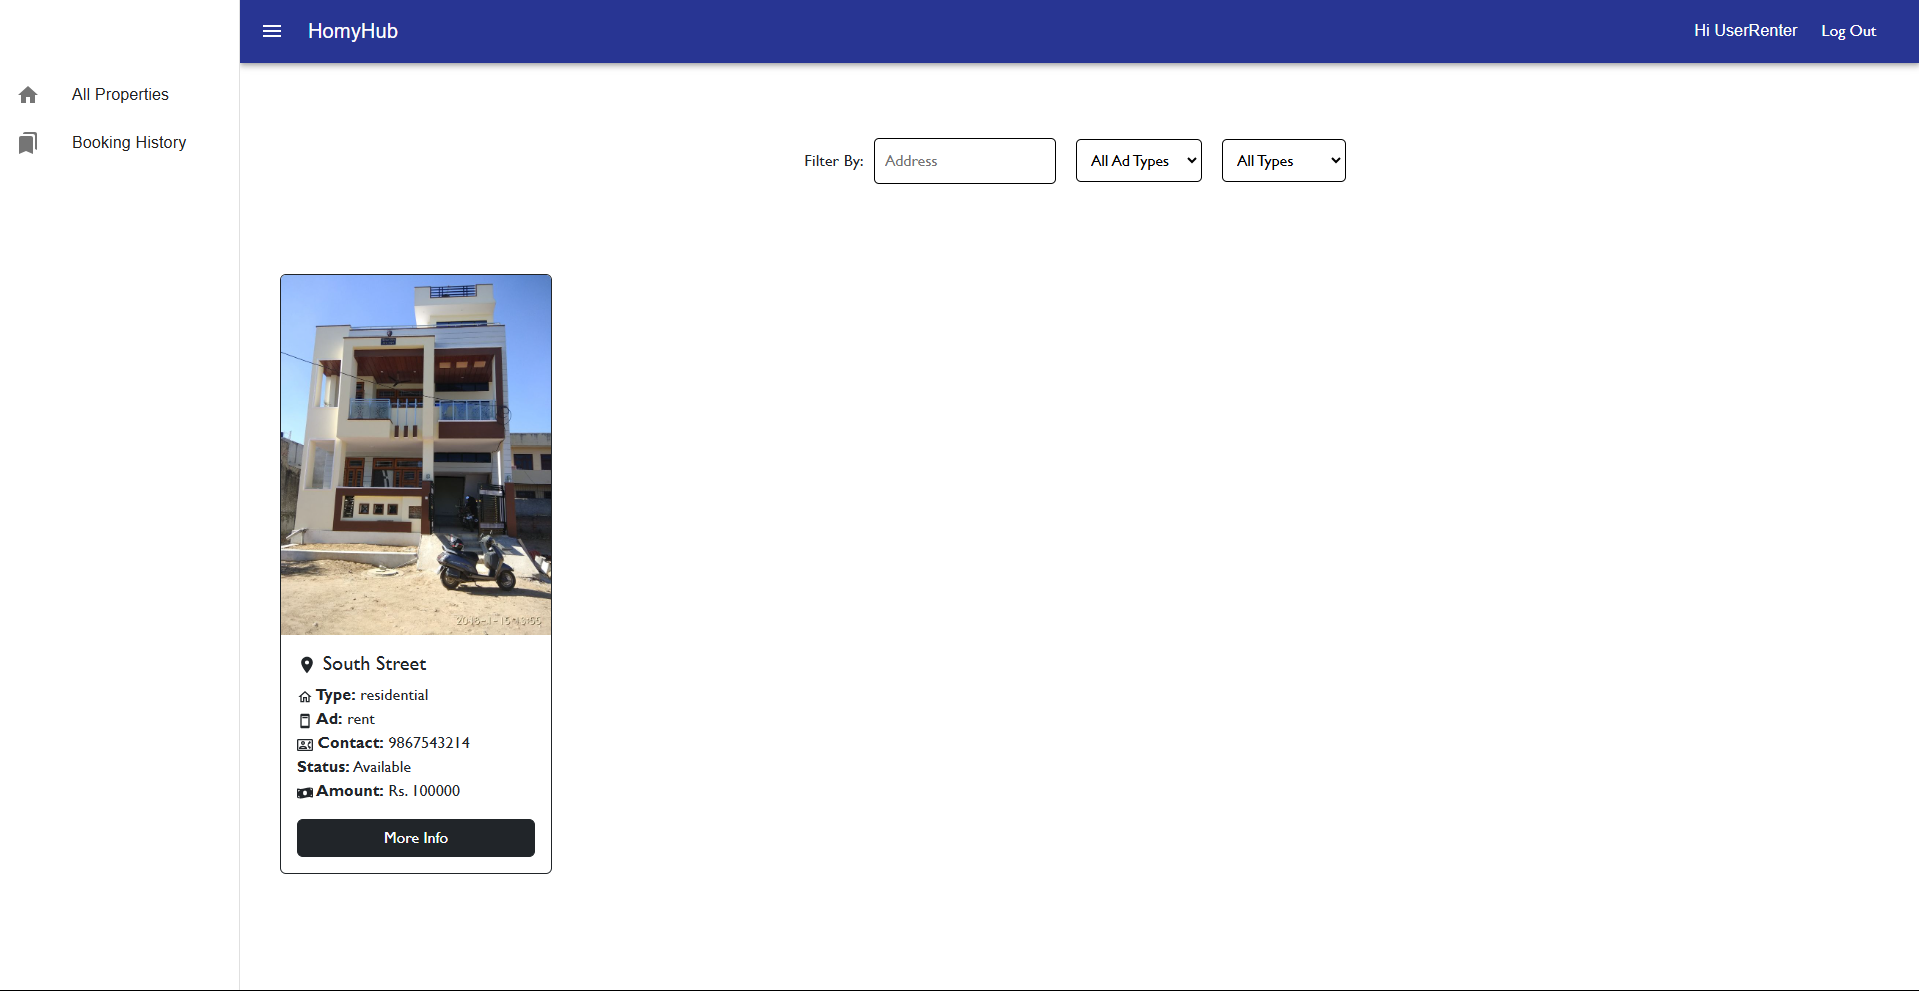 HomyHub
Hi UserRenter
Log Out
All Properties
Booking History
Filter By:
Address
All Ad Types
All Types
South Street
Type: residential
Ad: rent
Contact: 9867543214
Status: Available
Amount: Rs. 100000
More Info